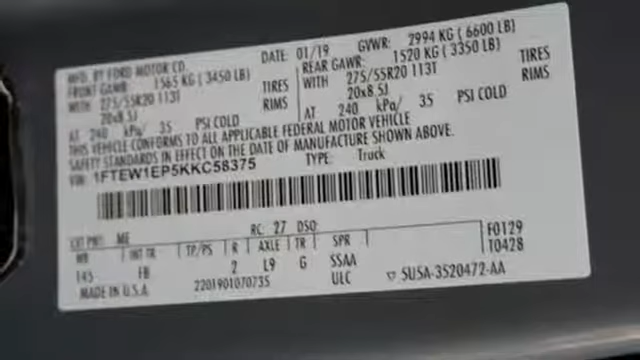 MFD. BY FORD MOTOR CO.
DATE: 01/19 GVWR: 2994 KG (6600 LB)
FRONT GAWR: 1565 KG (3450 LB)
REAR GAWR: 1520 KG (3350 LB)
WITH 275/55R20 113T TIRES
WITH 275/55R20 113T TIRES
20x8.5J RIMS
20x8.5J RIMS
AT 240 kPa/ 35 PSI COLD
AT 240 kPa/ 35 PSI COLD
THIS VEHICLE CONFORMS TO ALL APPLICABLE FEDERAL MOTOR VEHICLE
SAFETY STANDARDS IN EFFECT ON THE DATE OF MANUFACTURE SHOWN ABOVE.
VIN: 1FTEW1EP5KKC58375 TYPE: Truck
EXT PNT: ME RC: 27 DSO:
WB INT TR TP/PS R AXLE TR SPR F0129
145 FB 2 L9 G SSAA T0428
MADE IN U.S.A. 2201901070735 ULC ▽ 5USA-3520472-AA